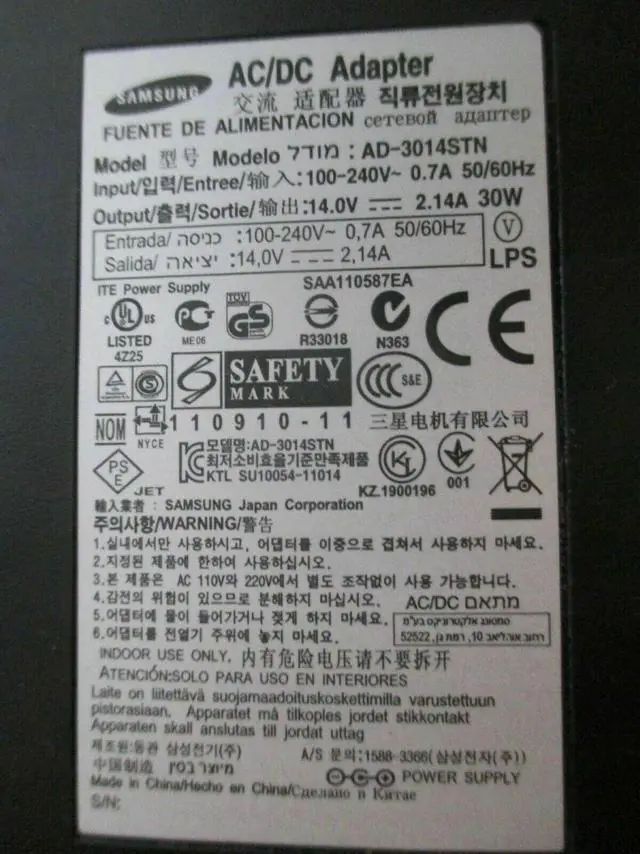 SAMSUNG
AC/DC Adapter
交流 适配器 직류전원장치
FUENTE DE ALIMENTACION сетевой адаптер
Model 型号 Modelo מודל : AD-3014STN
Input/입력/Entree/输入:100-240V~ 0.7A 50/60Hz
Output/출력/Sortie/输出:14.0V ⎓ 2.14A 30W
Entrada/ כניסה :100-240V~ 0,7A 50/60Hz
Salida/ יציאה :14,0V ⎓ 2,14A
V
LPS
ITE Power Supply
SAA110587EA
c UL us
LISTED
4Z25
PCT
ME06
TÜV
GS
R33018
N363
CE
S
SAFETY
MARK
CCC
S&E
NOM
NYCE
110910-11
三星电机有限公司
모델명:AD-3014STN
최저소비효율기준만족제품
KTL SU10054-11014
KZ.1900196
001
PS
E
JET
輸入業者 : SAMSUNG Japan Corporation
주의사항/WARNING/警告
1.실내에서만 사용하시고, 어댑터를 이중으로 겹쳐서 사용하지 마세요.
2.지정된 제품에 한하여 사용하십시오.
3.본 제품은 AC 110V와 220V에서 별도 조작없이 사용 가능합니다.
4.감전의 위험이 있으므로 분해하지 마십시오.
AC/DC מתאם
5.어댑터에 물이 들어가거나 젖게 하지 마세요.
6.어댑터를 전열기 주위에 놓지 마세요.
סמסונג אלקטרוניקס בע"מ
רחוב אוהליאב 10, רמת גן, 52522
INDOOR USE ONLY. 内有危险电压请不要拆开
ATENCIÓN:SOLO PARA USO EN INTERIORES
Laite on liitettävä suojamaadoituskoskettimilla varustettuun
pistorasiaan. Apparatet må tilkoples jordet stikkontakt
Apparaten skall anslutas till jordat uttag
제조원:동관 삼성전기(주)
A/S 문의:1588-3366(삼성전자(주))
中国制造 מיוצר בסין
POWER SUPPLY
Made in China/Hecho en China/Сделано в Китае
S/N: